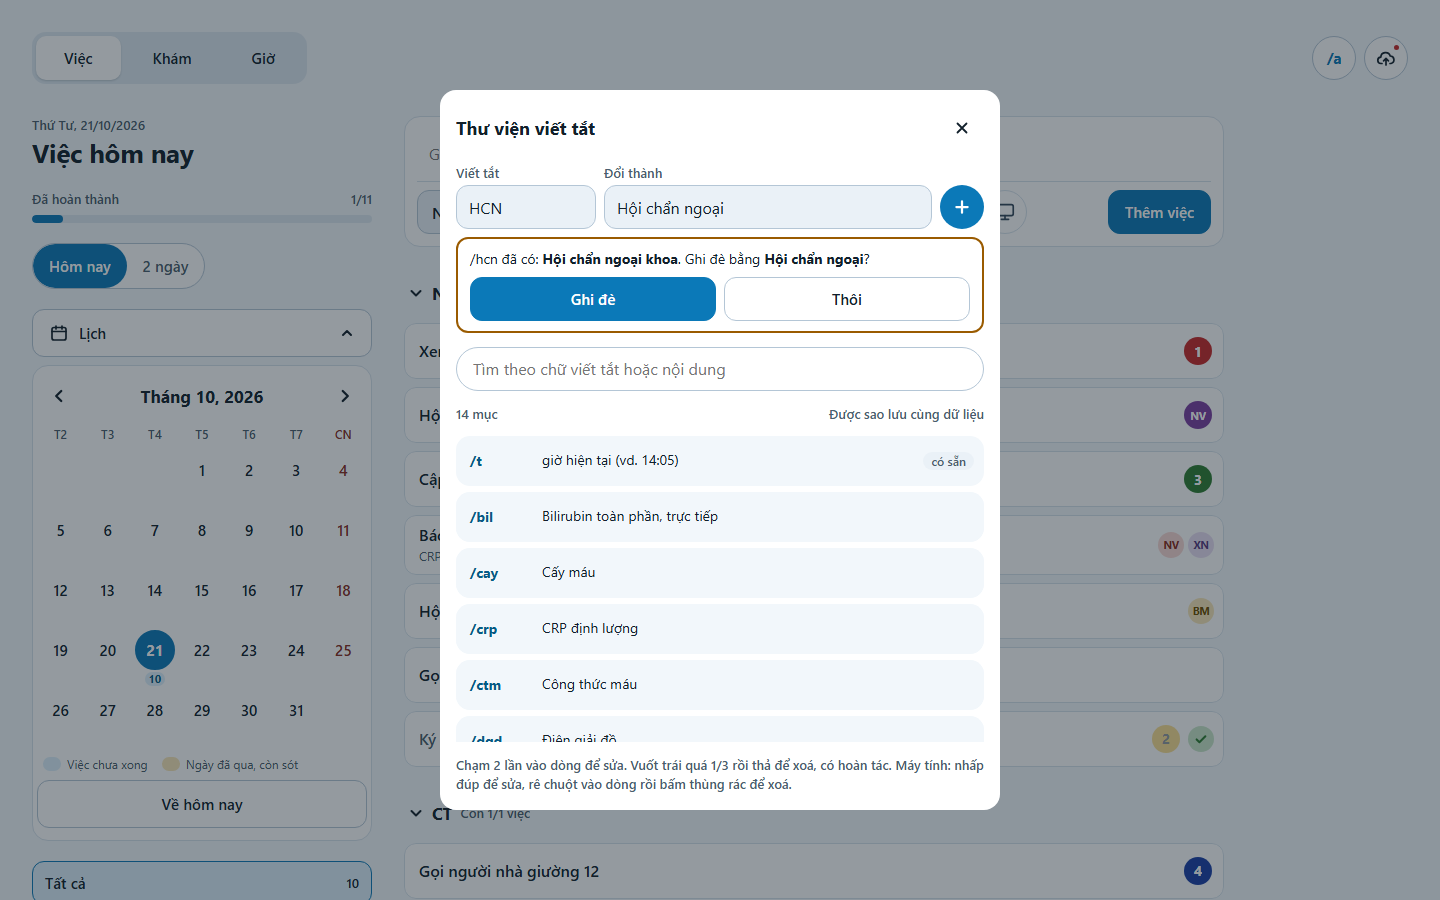 Việc
Khám
Giờ
/a
Thứ Tư, 21/10/2026
Việc hôm nay
Đã hoàn thành
1/11
Hôm nay
2 ngày
Lịch
Tháng 10, 2026
T2 T3 T4 T5 T6 T7 CN
1 2 3 4
5 6 7 8 9 10 11
12 13 14 15 16 17 18
19 20 21 22 23 24 25
10
26 27 28 29 30 31
Việc chưa xong
Ngày đã qua, còn sót
Về hôm nay
Tất cả
10
Thư viện viết tắt
Viết tắt
Đổi thành
HCN
Hội chẩn ngoại
/hcn đã có: Hội chẩn ngoại khoa. Ghi đè bằng Hội chẩn ngoại?
Ghi đè
Thôi
Tìm theo chữ viết tắt hoặc nội dung
14 mục
Được sao lưu cùng dữ liệu
/t
giờ hiện tại (vd. 14:05)
có sẵn
/bil
Bilirubin toàn phần, trực tiếp
/cay
Cấy máu
/crp
CRP định lượng
/ctm
Công thức máu
/dgd
Điện giải đồ
Chạm 2 lần vào dòng để sửa. Vuốt trái quá 1/3 rồi thả để xoá, có hoàn tác. Máy tính: nhấp
đúp để sửa, rê chuột vào dòng rồi bấm thùng rác để xoá.
Thêm việc
1
NV
3
CRP
NV
XN
BM
Ký
2
CT
Còn 1/1 việc
Gọi người nhà giường 12
4